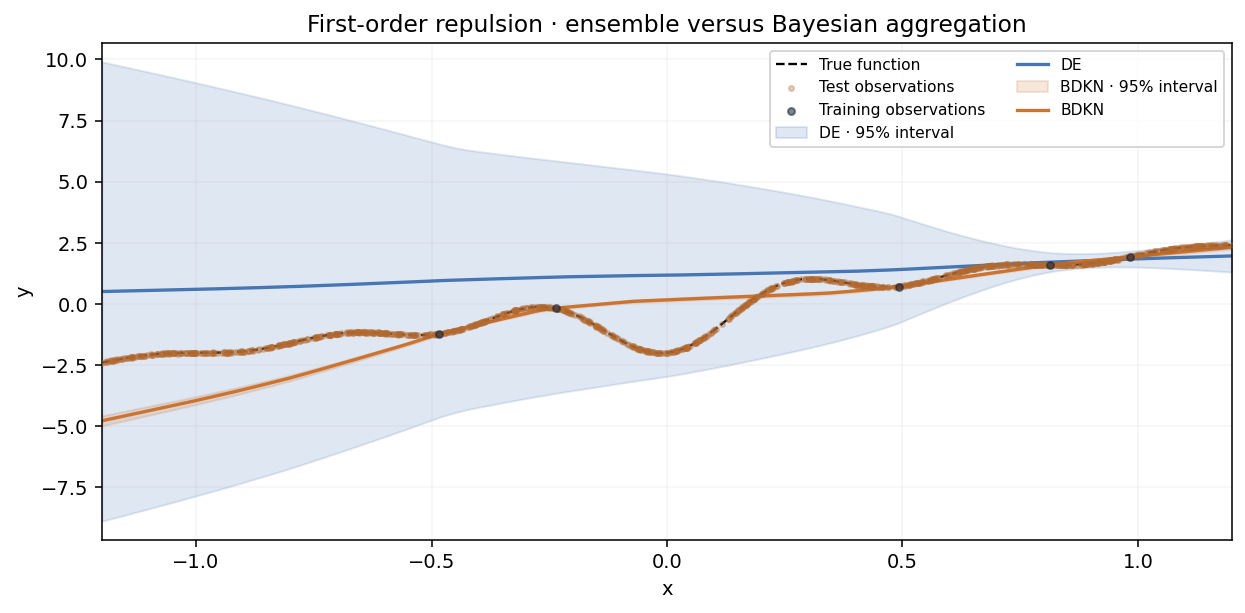 First-order repulsion · ensemble versus Bayesian aggregation
True function
Test observations
Training observations
DE · 95% interval
DE
BDKN · 95% interval
BDKN
y
10.0
7.5
5.0
2.5
0.0
−2.5
−5.0
−7.5
−1.0
−0.5
0.0
0.5
1.0
x